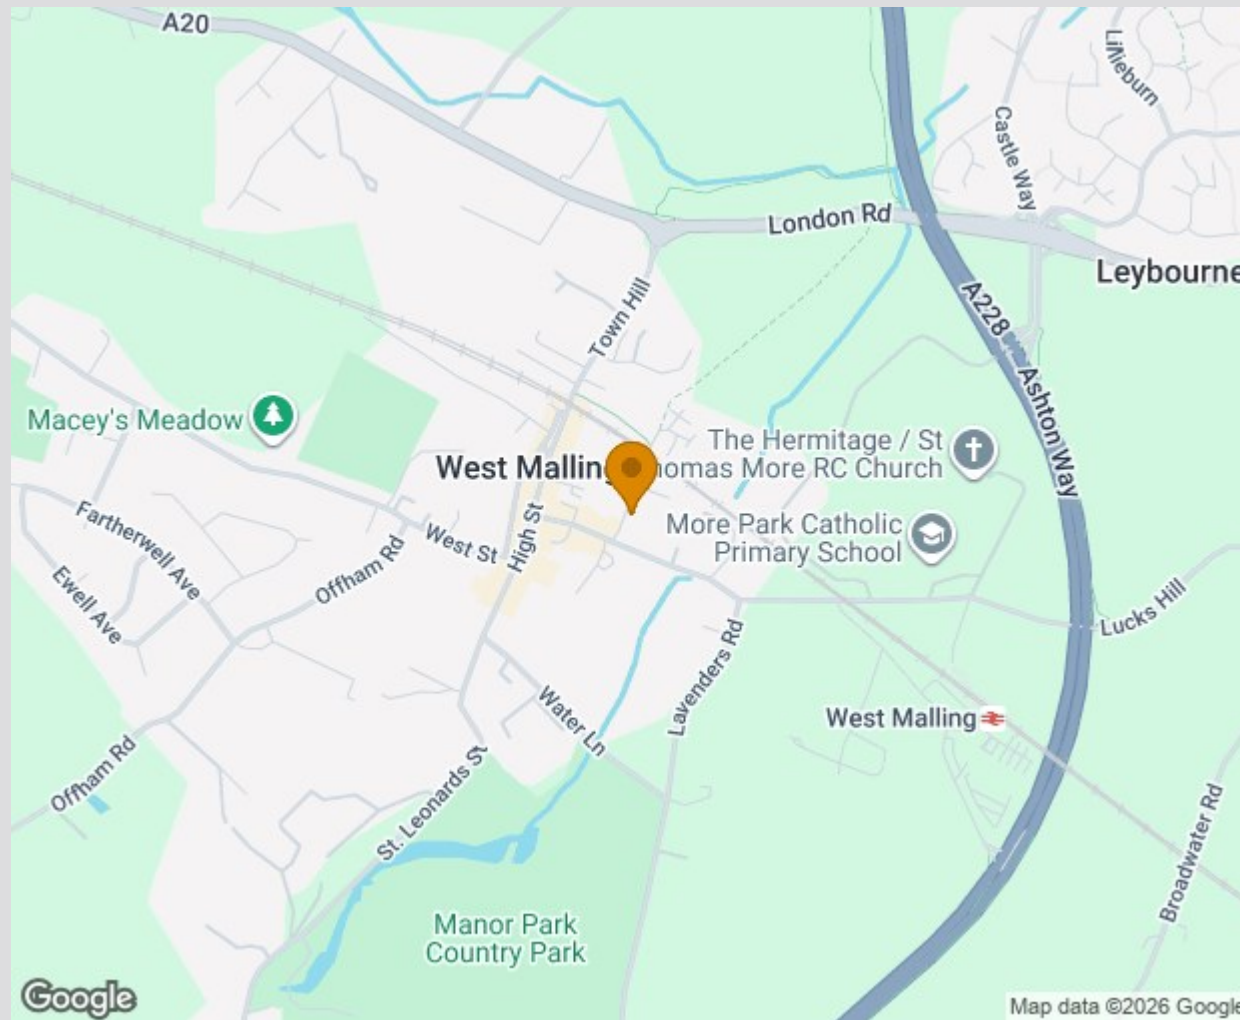 A20
Littleburn
Castle Way
London Rd
Leybourne
Town Hill
A228
Ashton Way
Macey's Meadow
The Hermitage / St
homas More RC Church
West Malling
More Park Catholic
Primary School
High St
West St
Fartherwell Ave
Offham Rd
Ewell Ave
Lucks Hill
Lavenders Rd
Water Ln
West Malling
Offham Rd
St. Leonards St
Broadwater Rd
Manor Park
Country Park
Google
Map data ©2026 Google